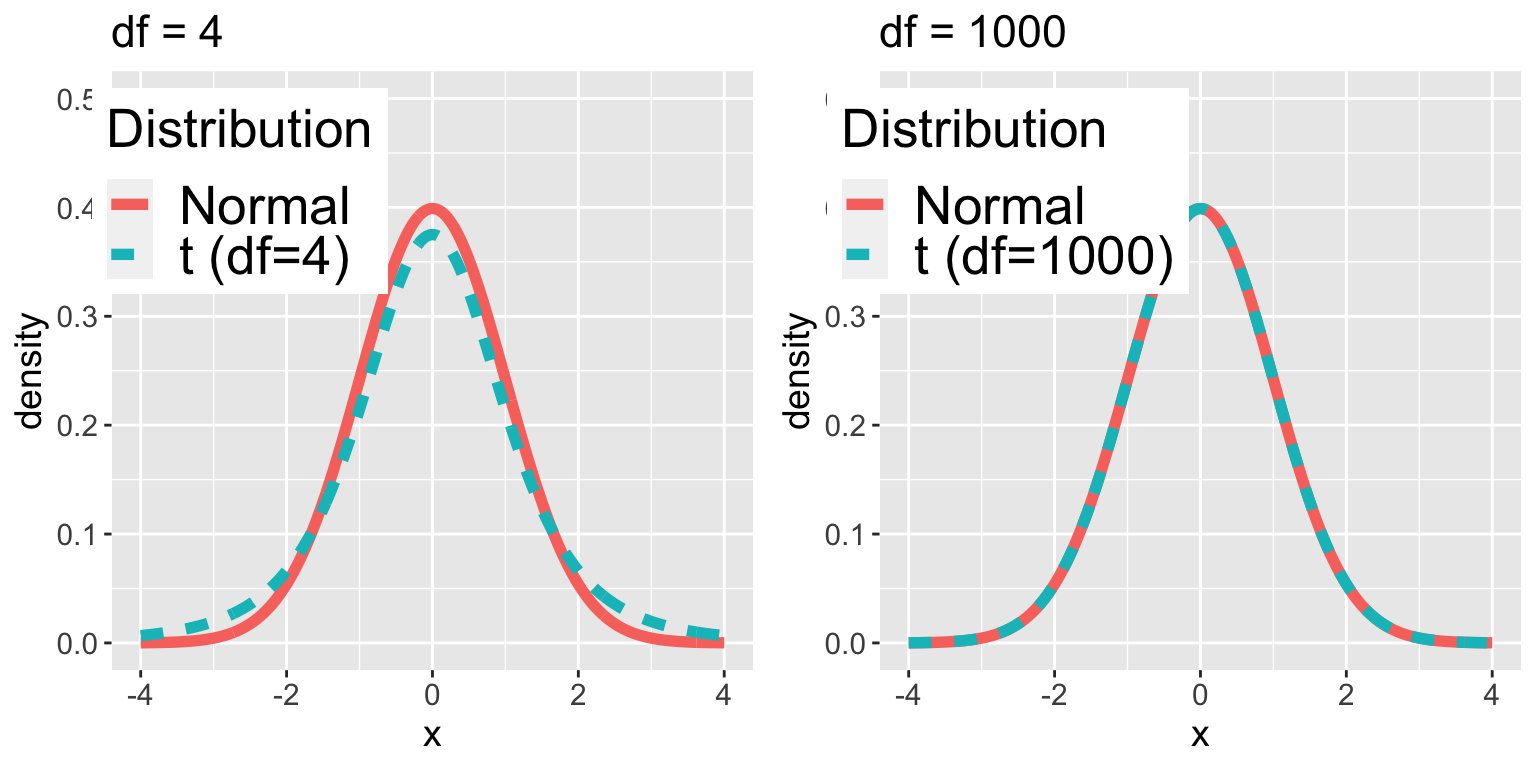 df = 4
0.5
Distribution
0.4
Normal
t (df=4)
0.3
0.2
0.1
0.0
density
-4 -2 0 2 4
x
df = 1000
Distribution
Normal
t (df=1000)
0.3
0.2
0.1
0.0
density
-4 -2 0 2 4
x